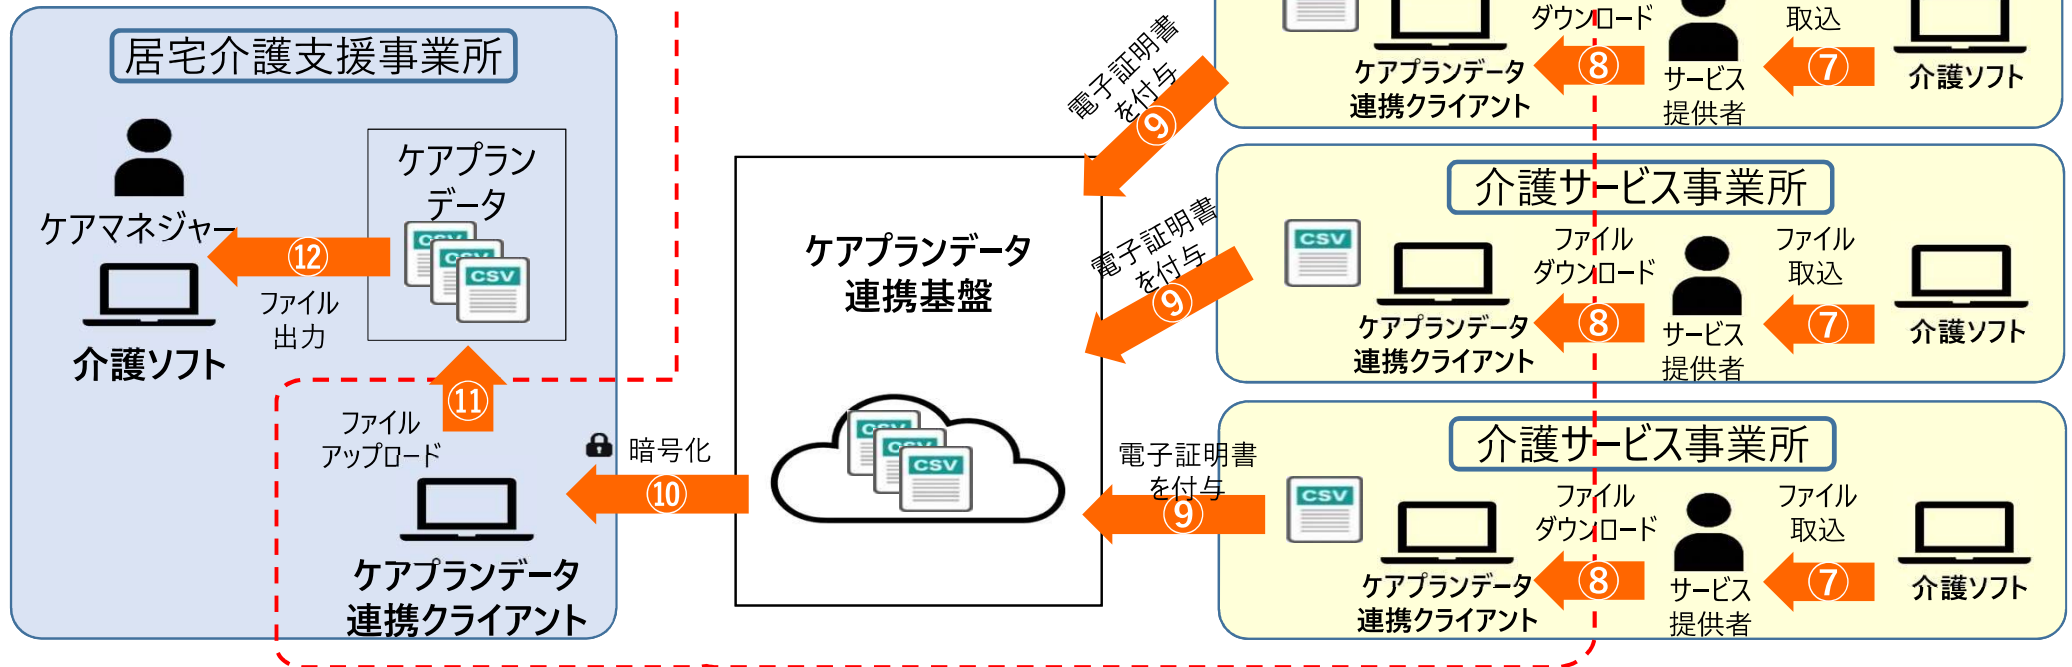 居宅介護支援事業所
ケアプラン
データ
CSV
CSV
CSV
ケアマネジャー
⑫
ファイル
出力
介護ソフト
⑪
ファイル
アップロード
ケアプランデータ
連携クライアント
暗号化
⑩
ケアプランデータ
連携基盤
CSV
CSV
CSV
電子証明書
を付与
⑨
電子証明書
を付与
⑨
電子証明書
を付与
⑨
ダウンロード
取込
⑧
⑦
ケアプランデータ
連携クライアント
サービス
提供者
介護ソフト
介護サービス事業所
CSV
ファイル
ダウンロード
ファイル
取込
⑧
⑦
ケアプランデータ
連携クライアント
サービス
提供者
介護ソフト
介護サービス事業所
CSV
ファイル
ダウンロード
ファイル
取込
⑧
⑦
ケアプランデータ
連携クライアント
サービス
提供者
介護ソフト